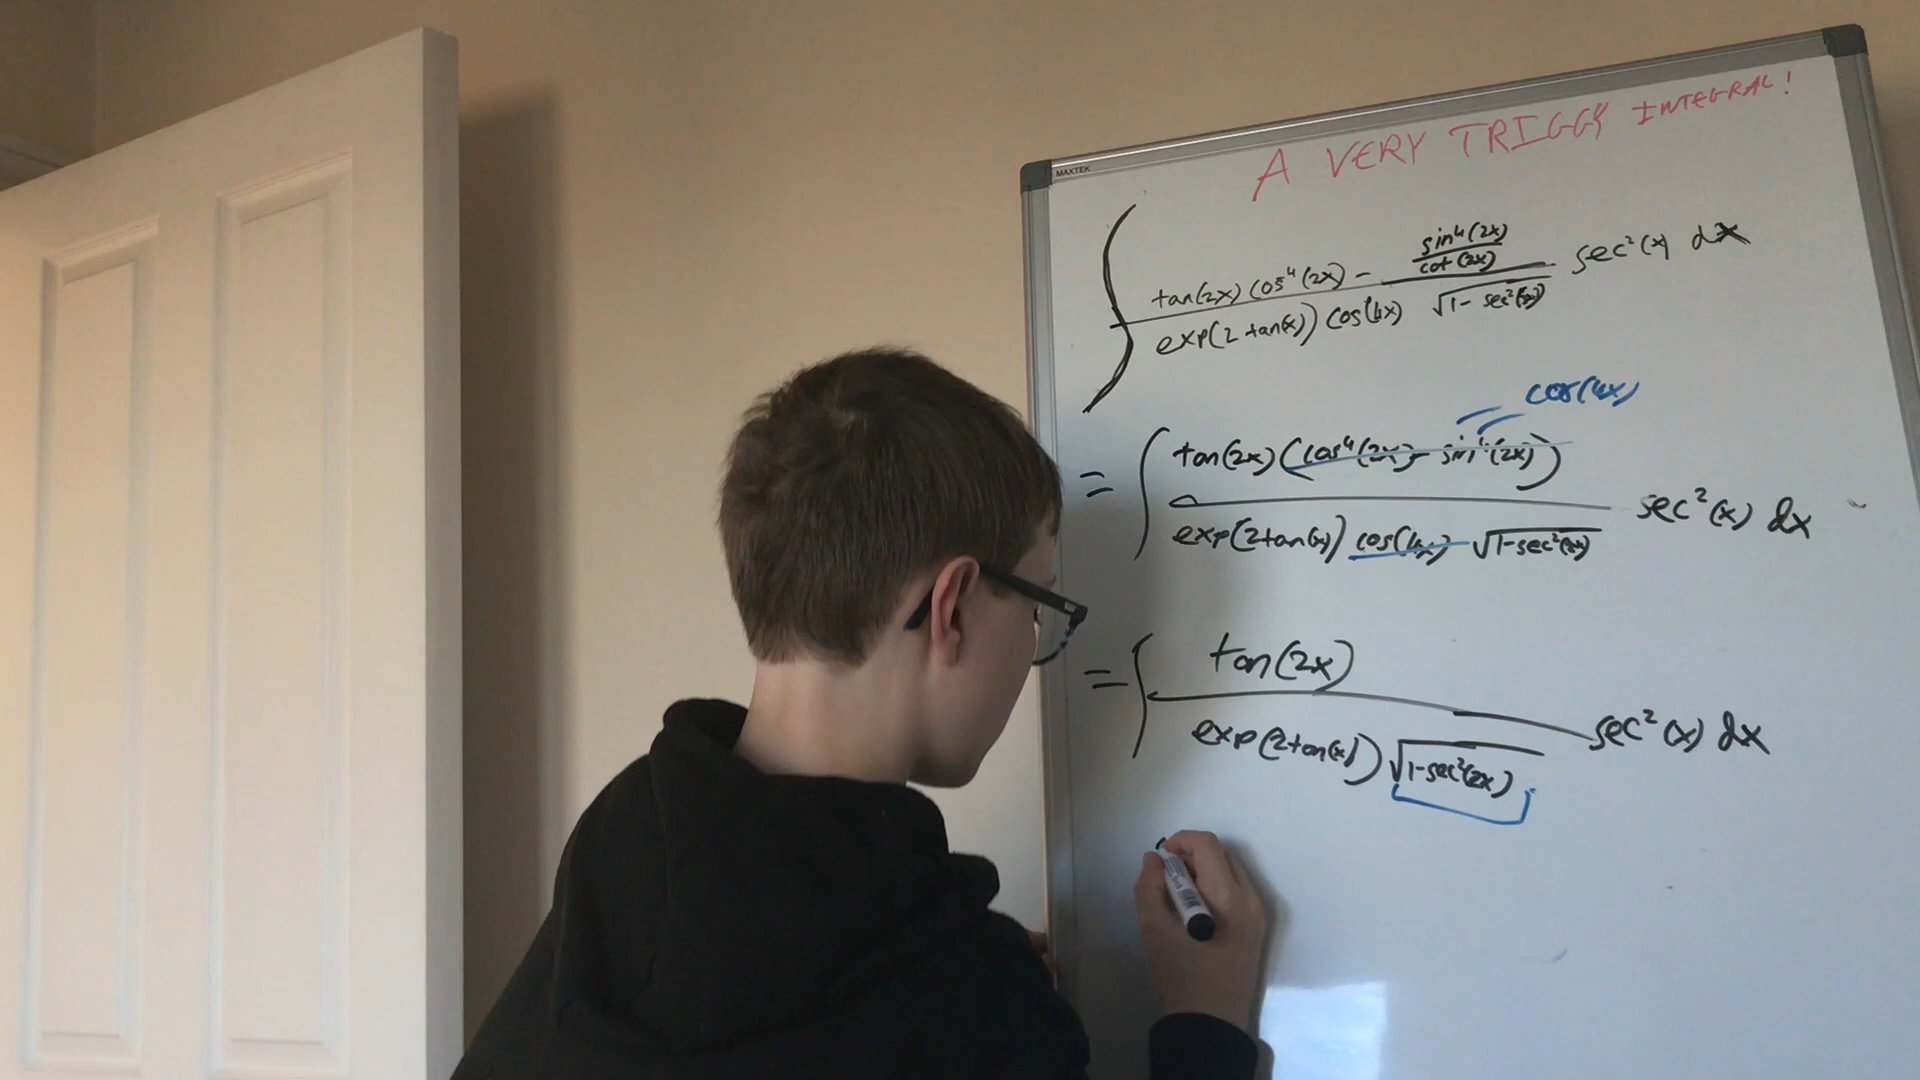 A VERY TRIGGY INTEGRAL!
MAXTEK
∫ (tan(2x) cos⁴(2x) - sin⁴(2x)/cot(2x)) / (exp(2 tan(x)) cos(4x) √(1 - sec²(2x))) sec²(x) dx
cos(4x)
= ∫ (tan(2x)(cos⁴(2x) - sin⁴(2x))) / (exp(2tan(x)) cos(4x) √(1-sec²(2x))) sec²(x) dx
= ∫ tan(2x) / (exp(2tan(x)) √(1-sec²(2x))) sec²(x) dx